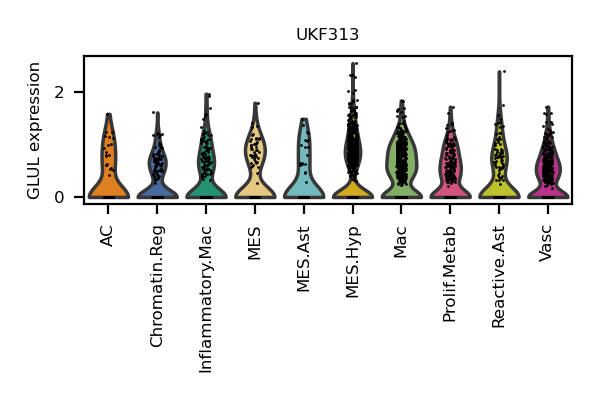 UKF313
GLUL expression
2
0
AC
Chromatin.Reg
Inflammatory.Mac
MES
MES.Ast
MES.Hyp
Mac
Prolif.Metab
Reactive.Ast
Vasc